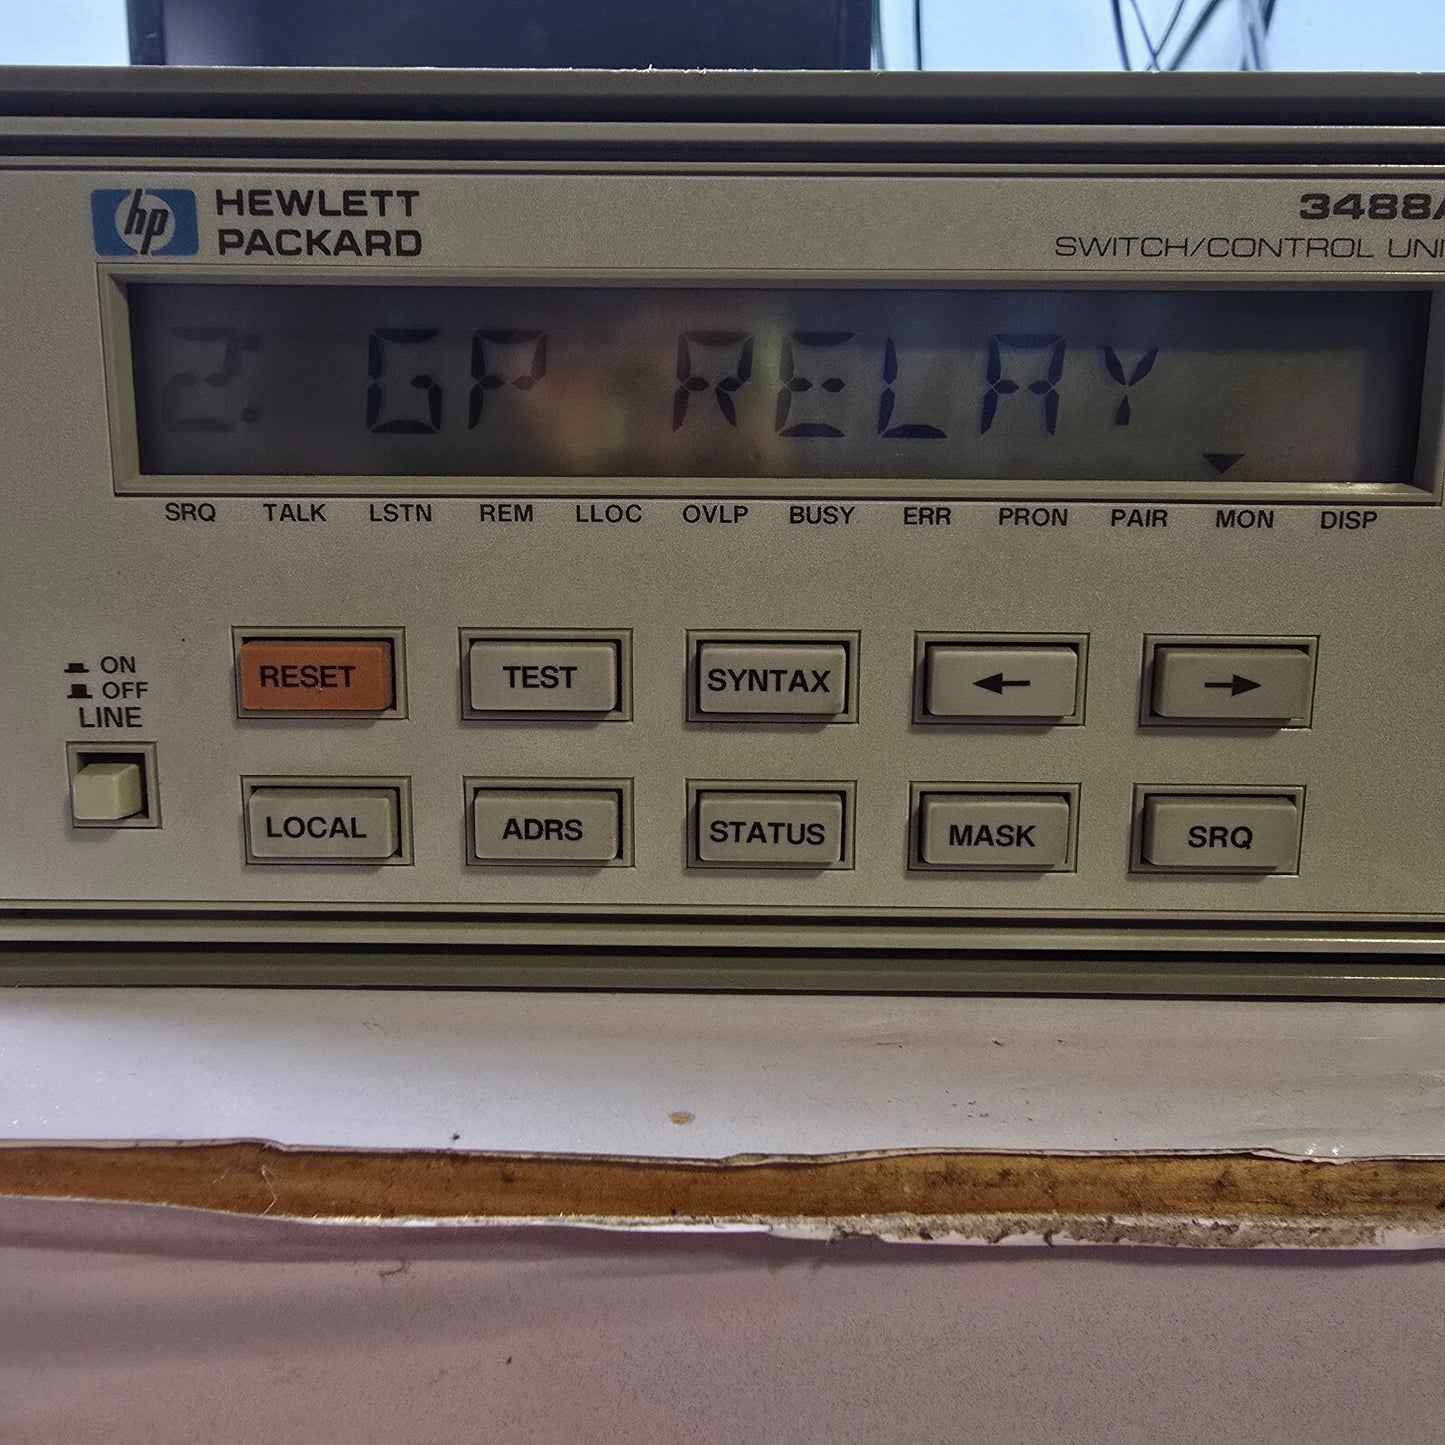 hp HEWLETT
PACKARD
3488A
SWITCH/CONTROL UNI
2: GP RELAY
SRQ TALK LSTN REM LLOC OVLP BUSY ERR PRON PAIR MON DISP
ON
OFF
LINE
RESET TEST SYNTAX ← →
LOCAL ADRS STATUS MASK SRQ